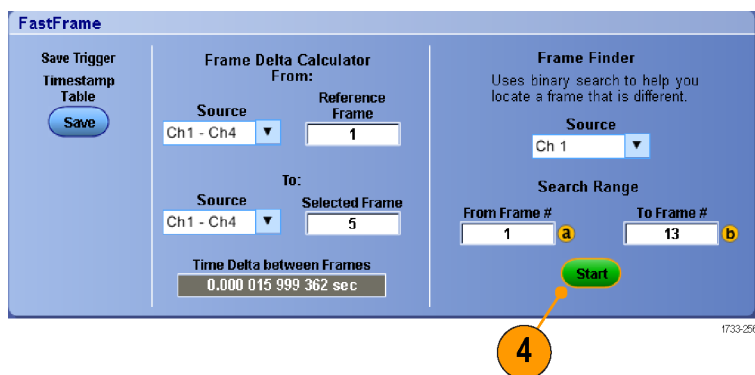 FastFrame
Save Trigger
Timestamp
Table
Save
Frame Delta Calculator
From:
Source
Reference
Frame
Ch1 - Ch4
1
To:
Source
Selected Frame
Ch1 - Ch4
5
Time Delta between Frames
0.000 015 999 362 sec
Frame Finder
Uses binary search to help you
locate a frame that is different.
Source
Ch 1
Search Range
From Frame #
To Frame #
1
a
13
b
Start
4
1733-256